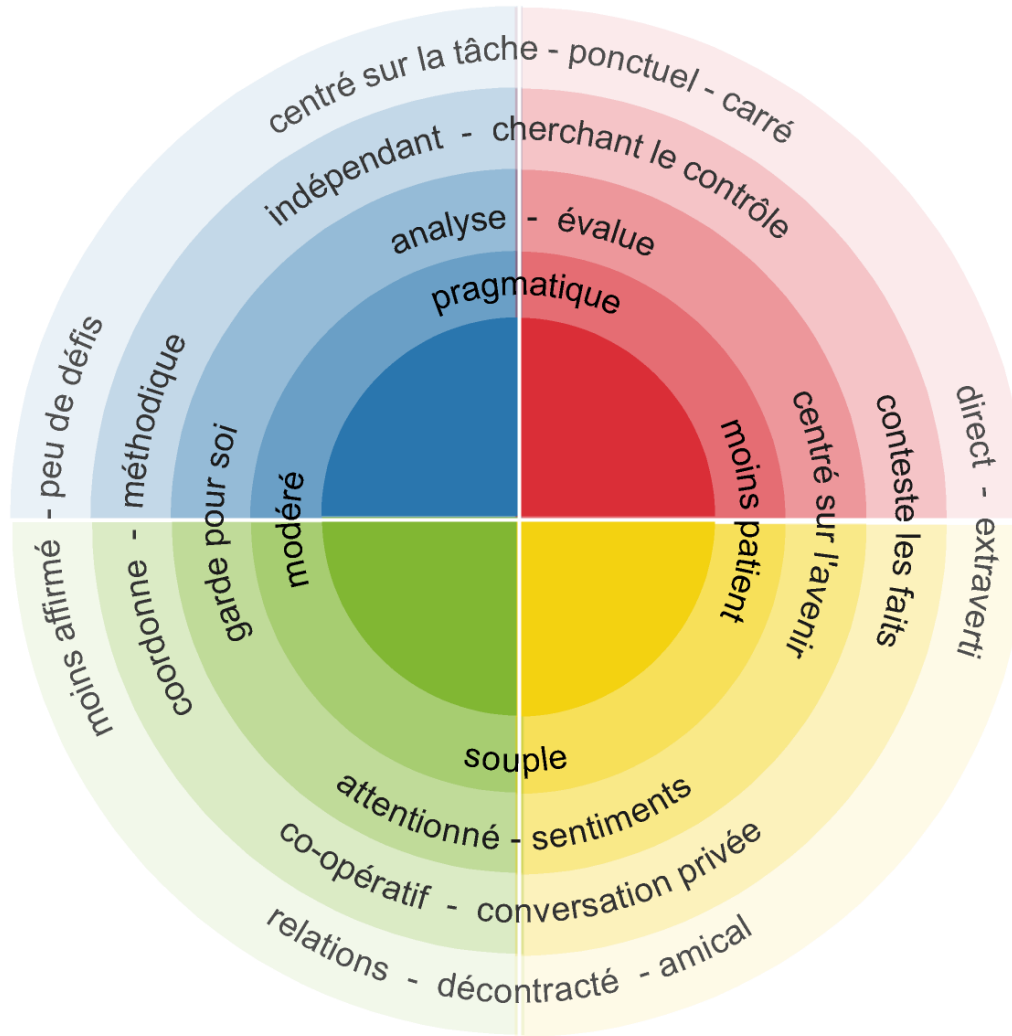 centré sur la tâche - ponctuel - carré
indépendant - cherchant le contrôle
analyse - évalue
pragmatique
moins affirmé - peu de défis
coordonne - méthodique
garde pour soi
modéré
moins patient
centré sur l'avenir
conteste les faits
direct - extraverti
souple
attentionné - sentiments
co-opératif - conversation privée
relations - décontracté - amical